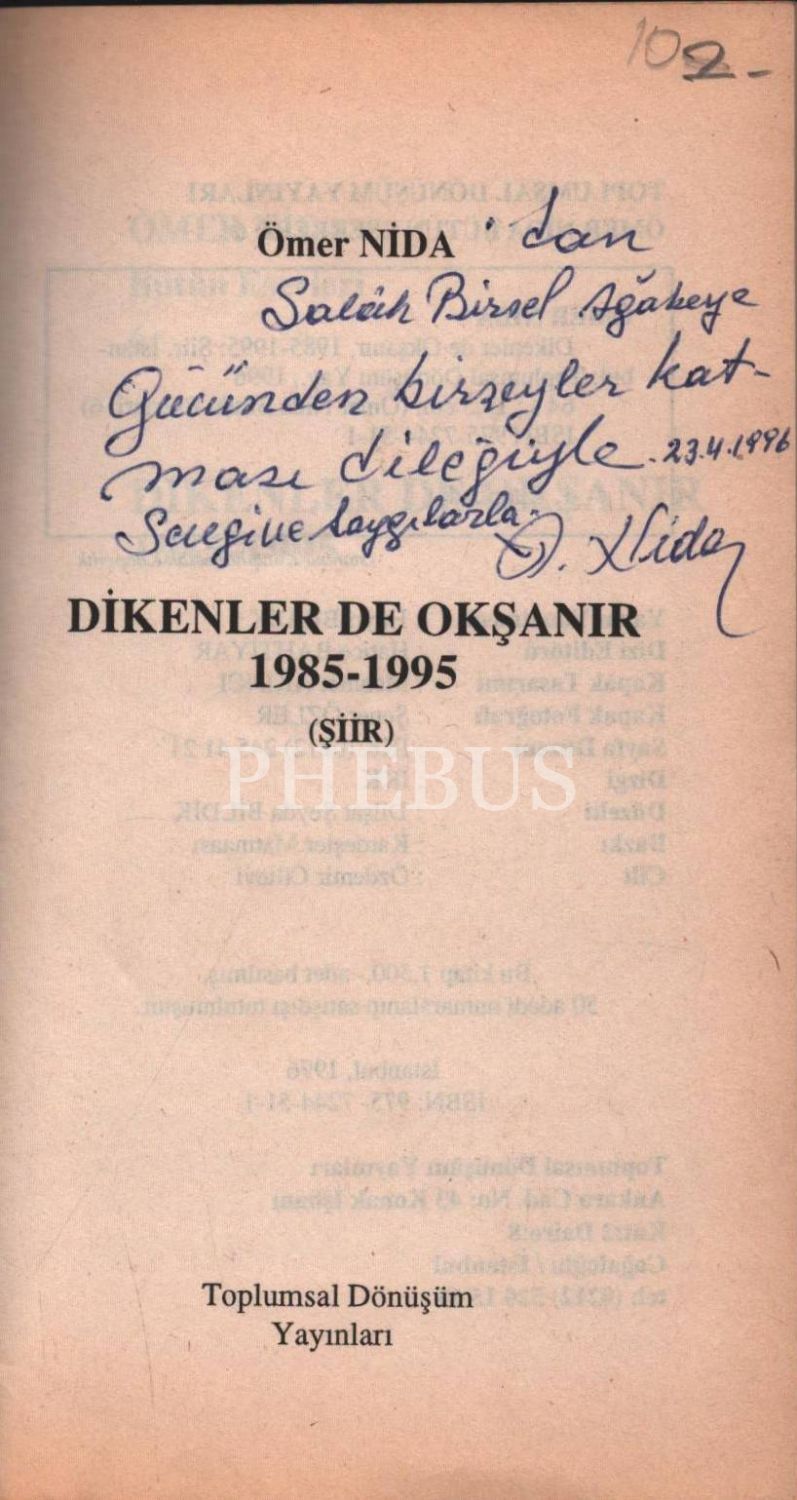 102-
Ömer NİDA 'dan
Salâh Birsel Ağabeye
Gücünden birşeyler kat-
ması dileğiyle. 23.4.1996
Sevgi ve saygılarla.
Ö. Nida
DİKENLER DE OKŞANIR
1985-1995
(ŞİİR)
PHEBUS
Toplumsal Dönüşüm
Yayınları